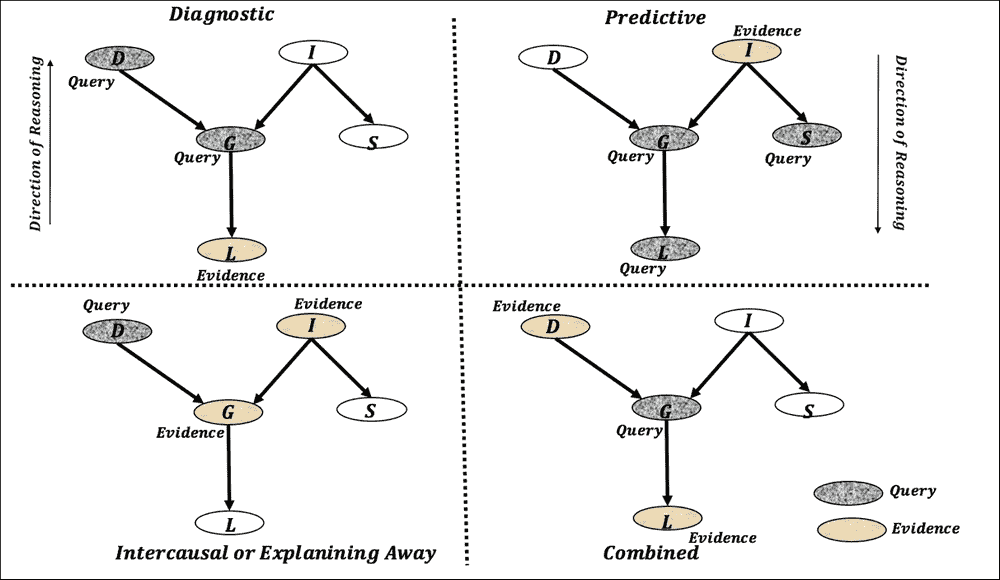 Diagnostic
D
Query
I
G
Query
S
L
Evidence
Direction of Reasoning
Predictive
D
Evidence
I
G
Query
S
Query
L
Query
Direction of Reasoning
Query
D
Evidence
I
G
Evidence
S
L
Intercausal or Explanining Away
Evidence
D
I
G
Query
S
L
Evidence
Combined
Query
Evidence